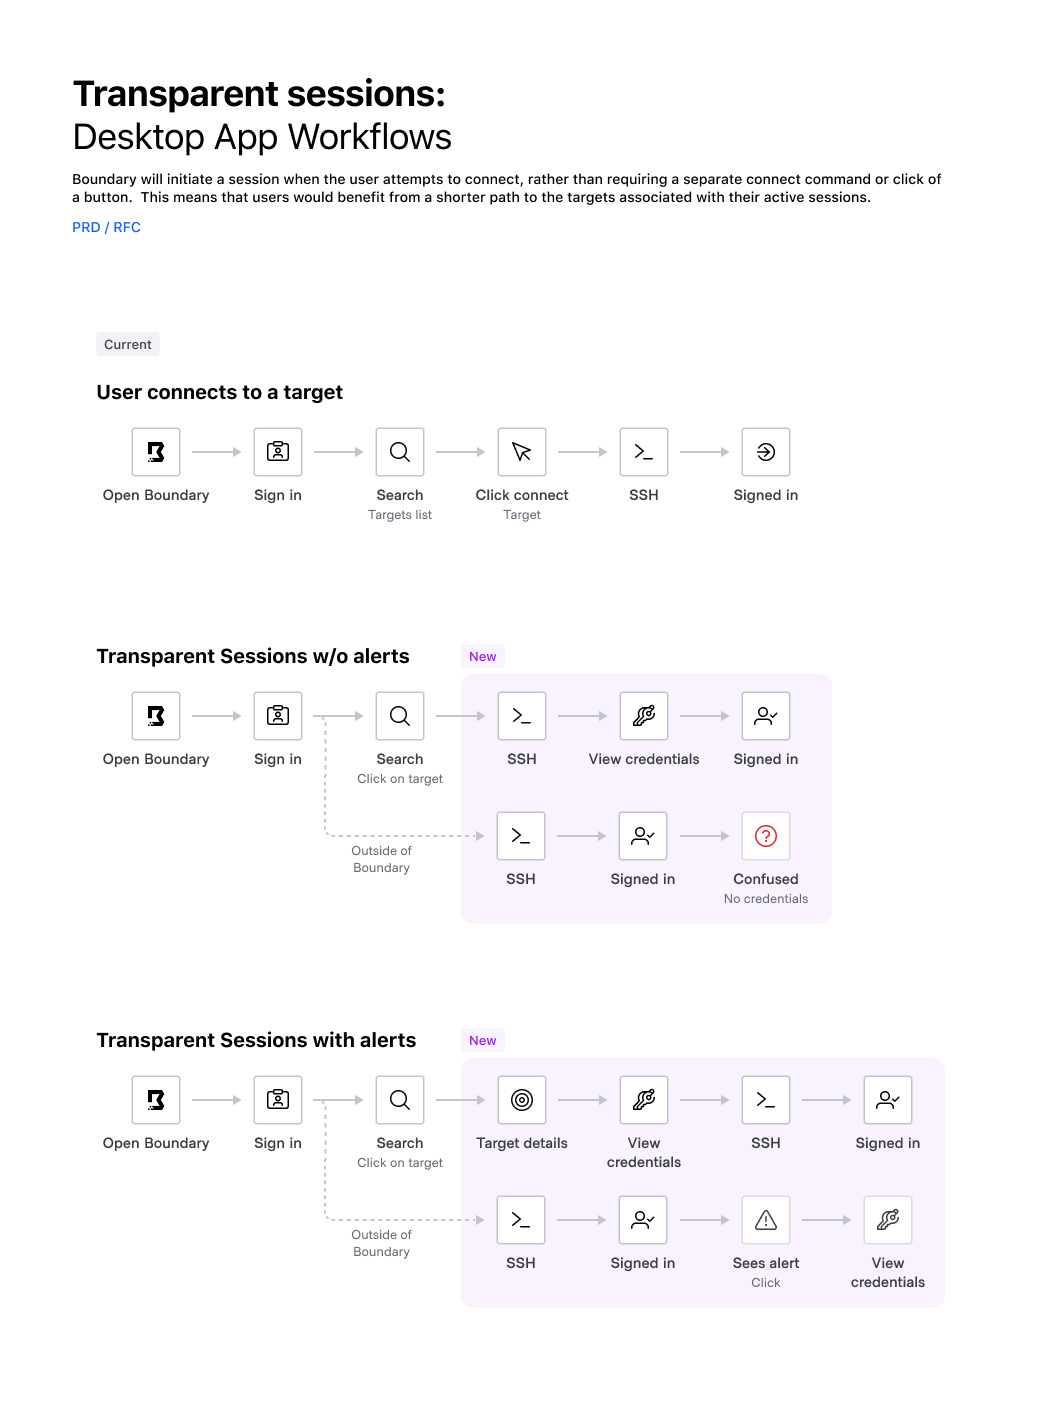 Transparent sessions:
Desktop App Workflows
Boundary will initiate a session when the user attempts to connect, rather than requiring a separate connect command or click of
a button.  This means that users would benefit from a shorter path to the targets associated with their active sessions.
PRD / RFC
Current
User connects to a target
Open Boundary
Sign in
Search
Targets list
Click connect
Target
SSH
Signed in
Transparent Sessions w/o alerts
New
Open Boundary
Sign in
Search
Click on target
SSH
View credentials
Signed in
Outside of
Boundary
SSH
Signed in
Confused
No credentials
Transparent Sessions with alerts
New
Open Boundary
Sign in
Search
Click on target
Target details
View
credentials
SSH
Signed in
Outside of
Boundary
SSH
Signed in
Sees alert
Click
View
credentials